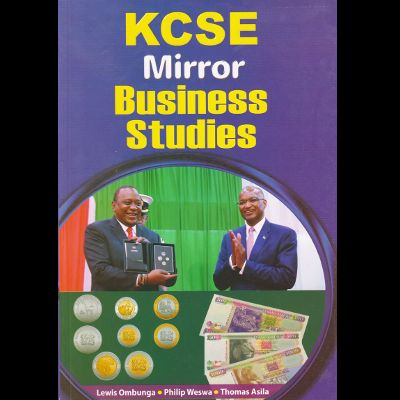 KCSE
Mirror
Business
Studies
Lewis Ombunga • Philip Weswa • Thomas Asila